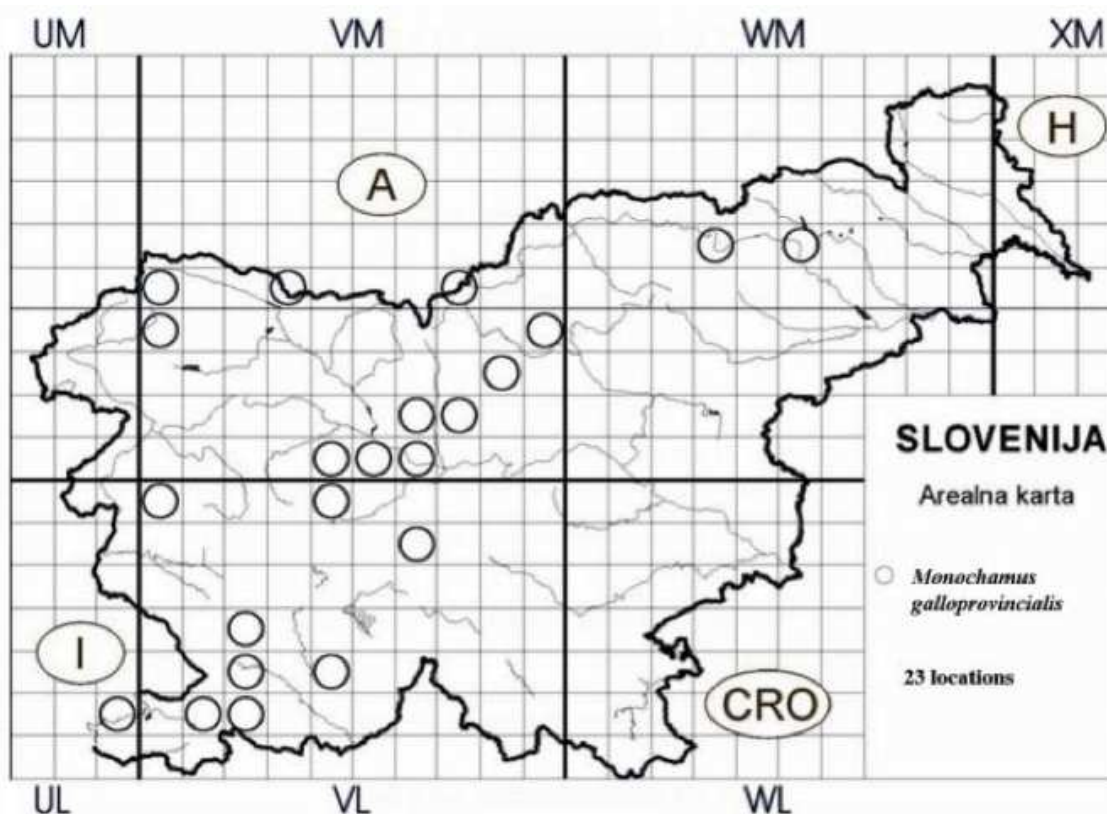 UM VM WM XM
H
A
SLOVENIJA
Arealna karta
Monochamus
galloprovincialis
I
23 locations
CRO
UL VL WL